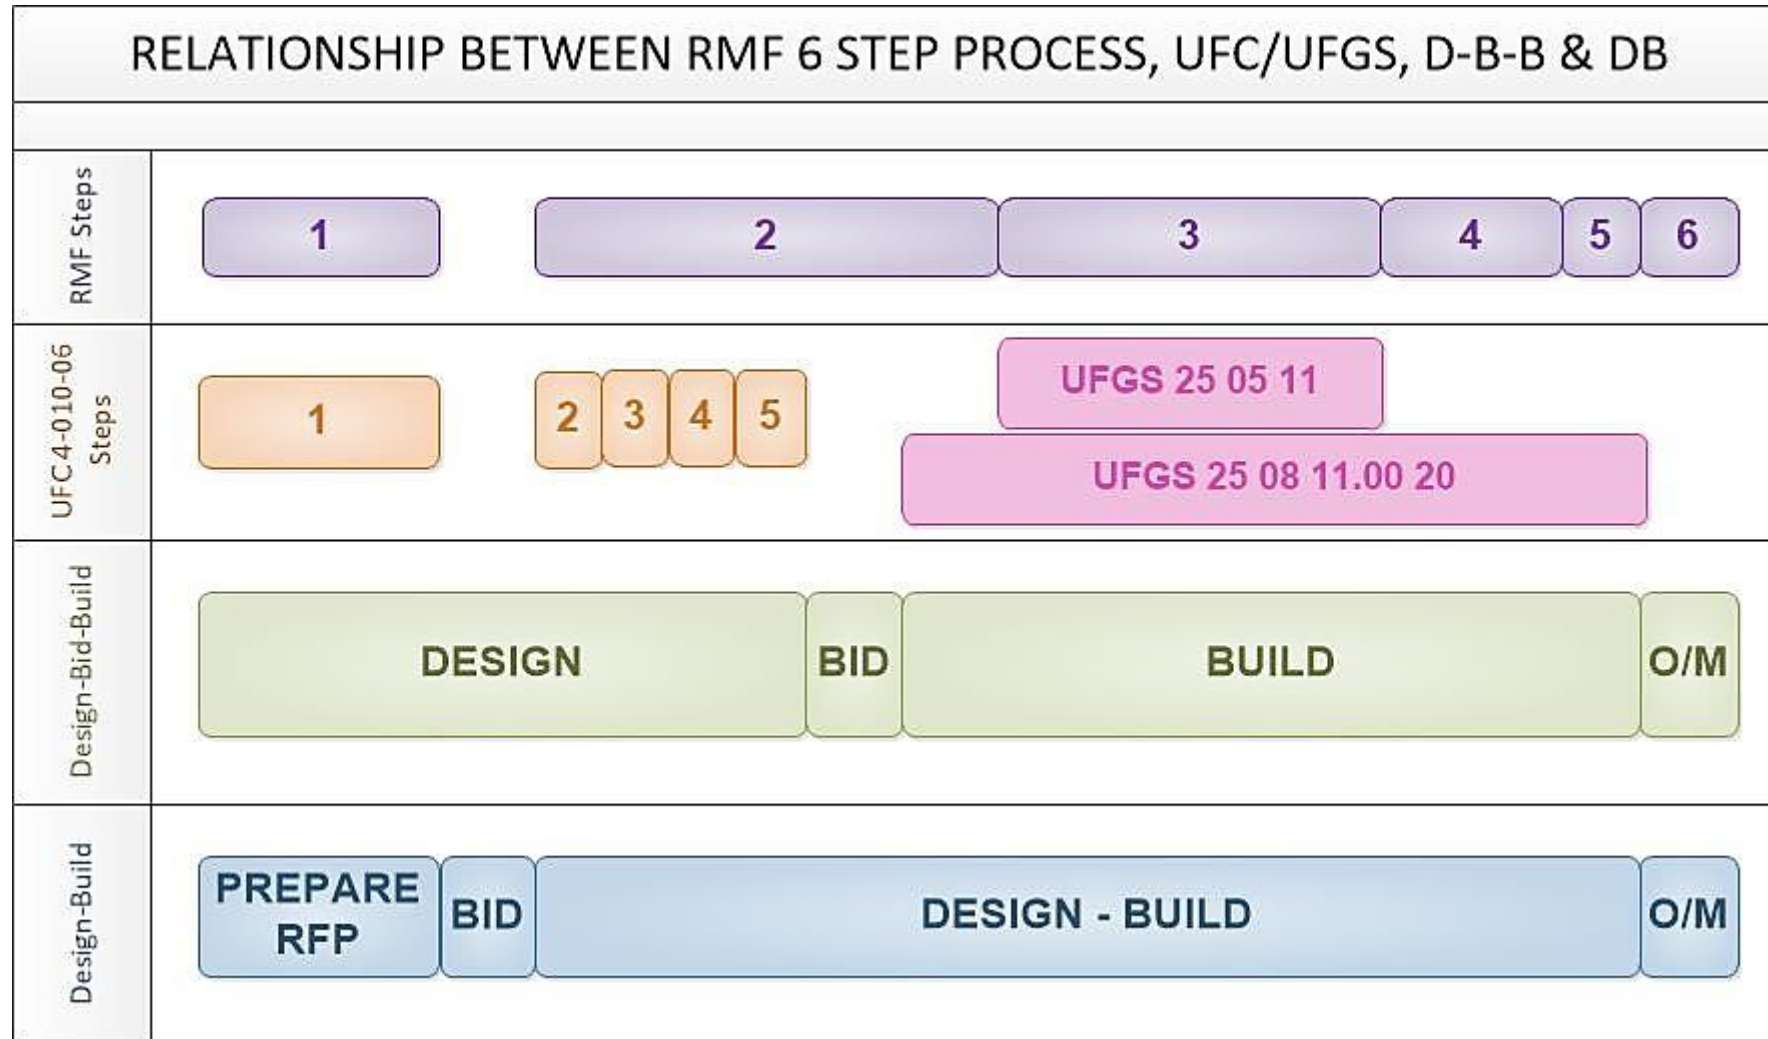 RELATIONSHIP BETWEEN RMF 6 STEP PROCESS, UFC/UFGS, D-B-B & DB
RMF Steps
1
2
3
4
5
6
UFC4-010-06
Steps
1
2
3
4
5
UFGS 25 05 11
UFGS 25 08 11.00 20
Design-Bid-Build
DESIGN
BID
BUILD
O/M
Design-Build
PREPARE
RFP
BID
DESIGN - BUILD
O/M